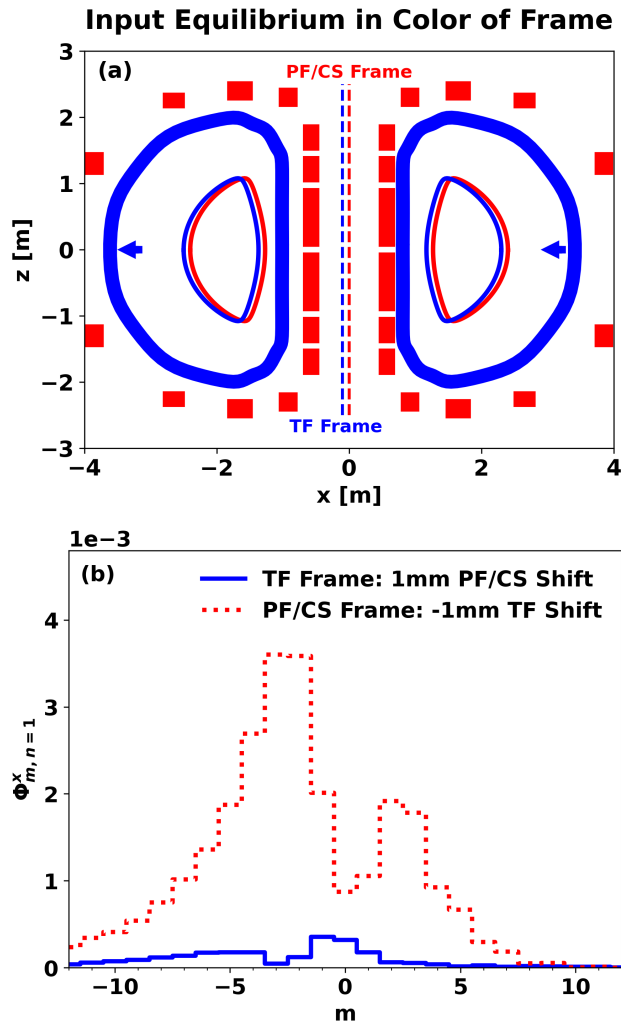 Input Equilibrium in Color of Frame
(a)
PF/CS Frame
TF Frame
3
2
1
0
−1
−2
−3
z [m]
−4
−2
0
2
4
x [m]
1e−3
(b)
TF Frame: 1mm PF/CS Shift
PF/CS Frame: -1mm TF Shift
4
3
2
1
0
Φ^x_{m, n = 1}
−10
−5
0
5
10
m